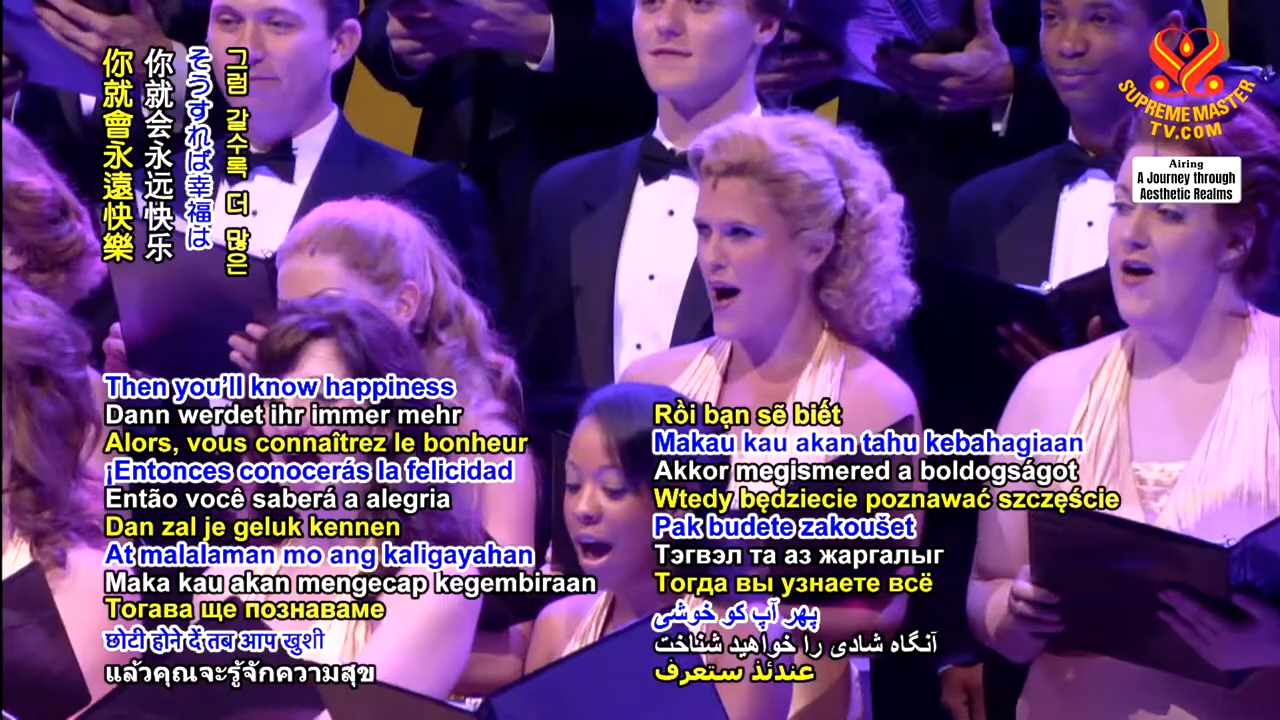 你就會永遠快樂
你就会永远快乐
そうすれば幸福は
그럼 갈수록 더 많은
SUPREME MASTER
TV.COM
Airing
A Journey through
Aesthetic Realms
Then you'll know happiness
Dann werdet ihr immer mehr
Alors, vous connaîtrez le bonheur
¡Entonces conocerás la felicidad
Então você saberá a alegria
Dan zal je geluk kennen
At malalaman mo ang kaligayahan
Maka kau akan mengecap kegembiraan
Тогава ще познаваме
छोटी होने दें तब आप खुशी
แล้วคุณจะรู้จักความสุข
Rồi bạn sẽ biết
Makau kau akan tahu kebahagiaan
Akkor megismered a boldogságot
Wtedy będziecie poznawać szczęście
Pak budete zakoušet
Тэгвэл та аз жаргалыг
Тогда вы узнаете всё
پھر آپ کو خوشی
آنگاه شادی را خواهید شناخت
عندئذ ستعرف